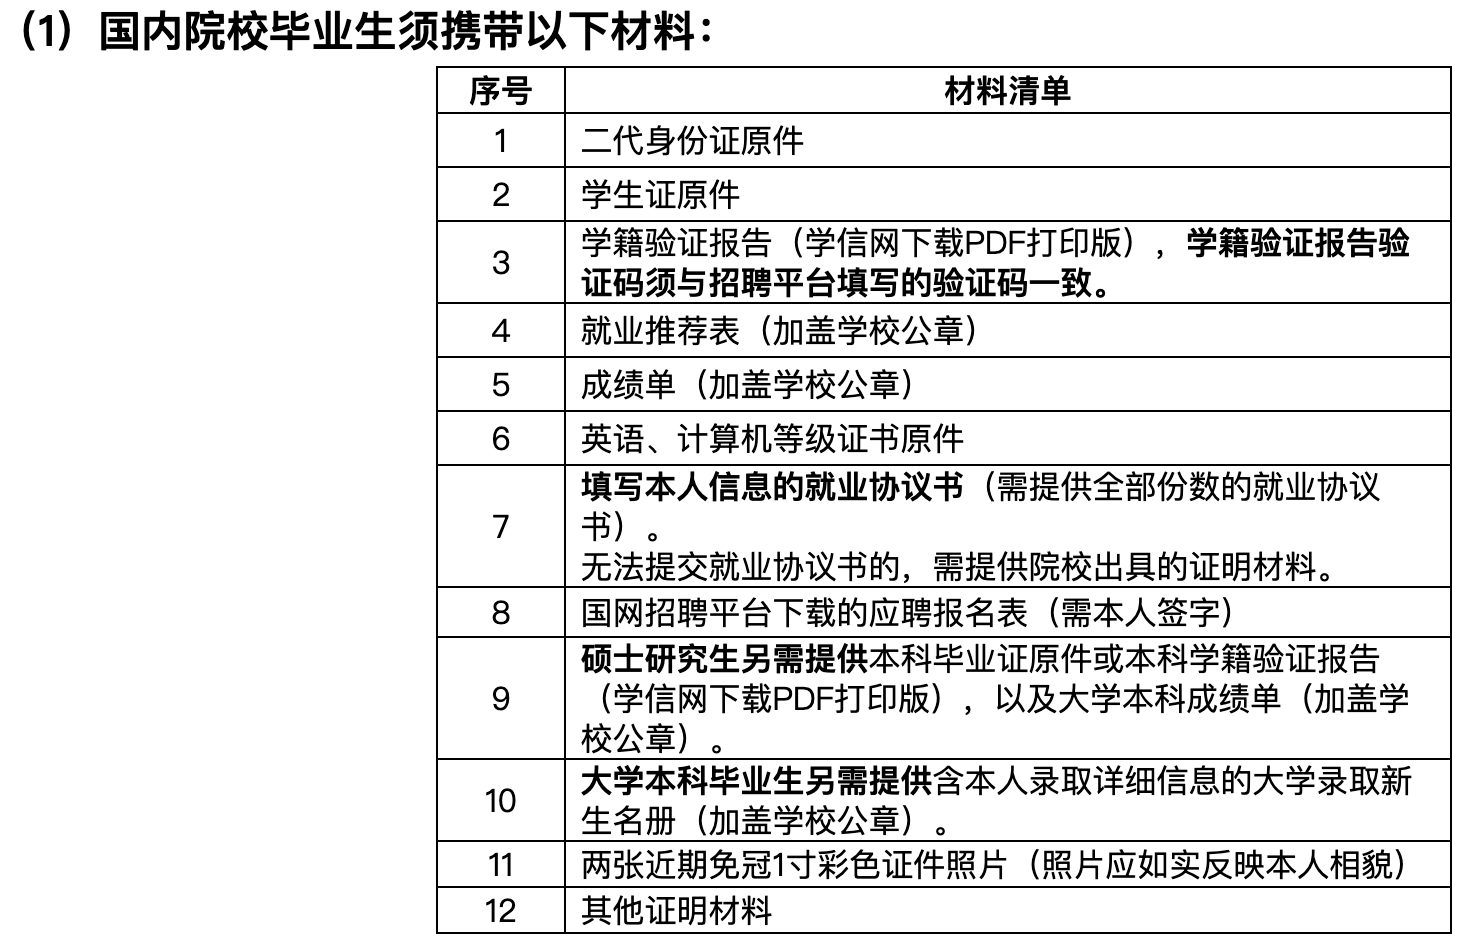 （1）国内院校毕业生须携带以下材料：
序号 材料清单
1 二代身份证原件
2 学生证原件
3 学籍验证报告（学信网下载PDF打印版），学籍验证报告验
证码须与招聘平台填写的验证码一致。
4 就业推荐表（加盖学校公章）
5 成绩单（加盖学校公章）
6 英语、计算机等级证书原件
7 填写本人信息的就业协议书（需提供全部份数的就业协议
书）。
无法提交就业协议书的，需提供院校出具的证明材料。
8 国网招聘平台下载的应聘报名表（需本人签字）
9 硕士研究生另需提供本科毕业证原件或本科学籍验证报告
（学信网下载PDF打印版），以及大学本科成绩单（加盖学
校公章）。
10 大学本科毕业生另需提供含本人录取详细信息的大学录取新
生名册（加盖学校公章）。
11 两张近期免冠1寸彩色证件照片（照片应如实反映本人相貌）
12 其他证明材料